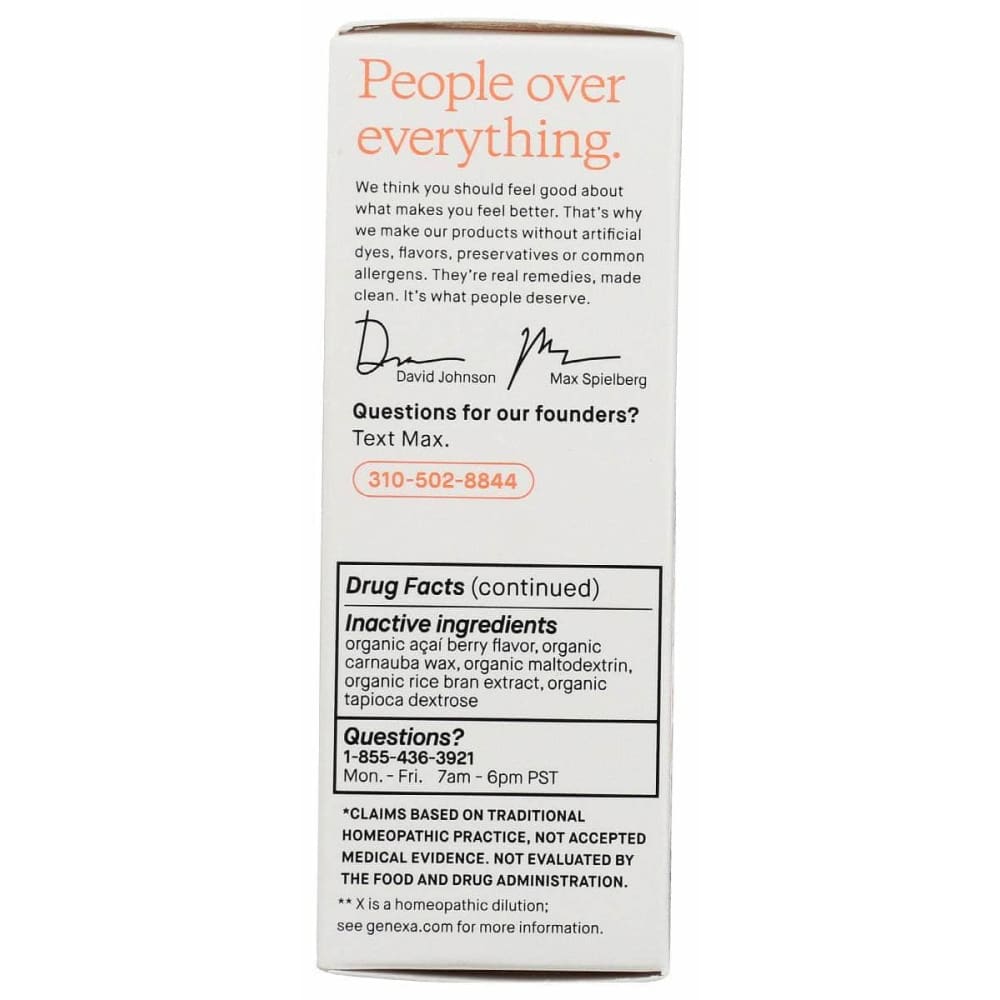 People over
everything.
We think you should feel good about
what makes you feel better. That's why
we make our products without artificial
dyes, flavors, preservatives or common
allergens. They're real remedies, made
clean. It's what people deserve.
David Johnson
Max Spielberg
Questions for our founders?
Text Max.
310-502-8844
Drug Facts (continued)
Inactive ingredients
organic açaí berry flavor, organic
carnauba wax, organic maltodextrin,
organic rice bran extract, organic
tapioca dextrose
Questions?
1-855-436-3921
Mon. - Fri. 7am - 6pm PST
*CLAIMS BASED ON TRADITIONAL
HOMEOPATHIC PRACTICE, NOT ACCEPTED
MEDICAL EVIDENCE. NOT EVALUATED BY
THE FOOD AND DRUG ADMINISTRATION.
** X is a homeopathic dilution;
see genexa.com for more information.